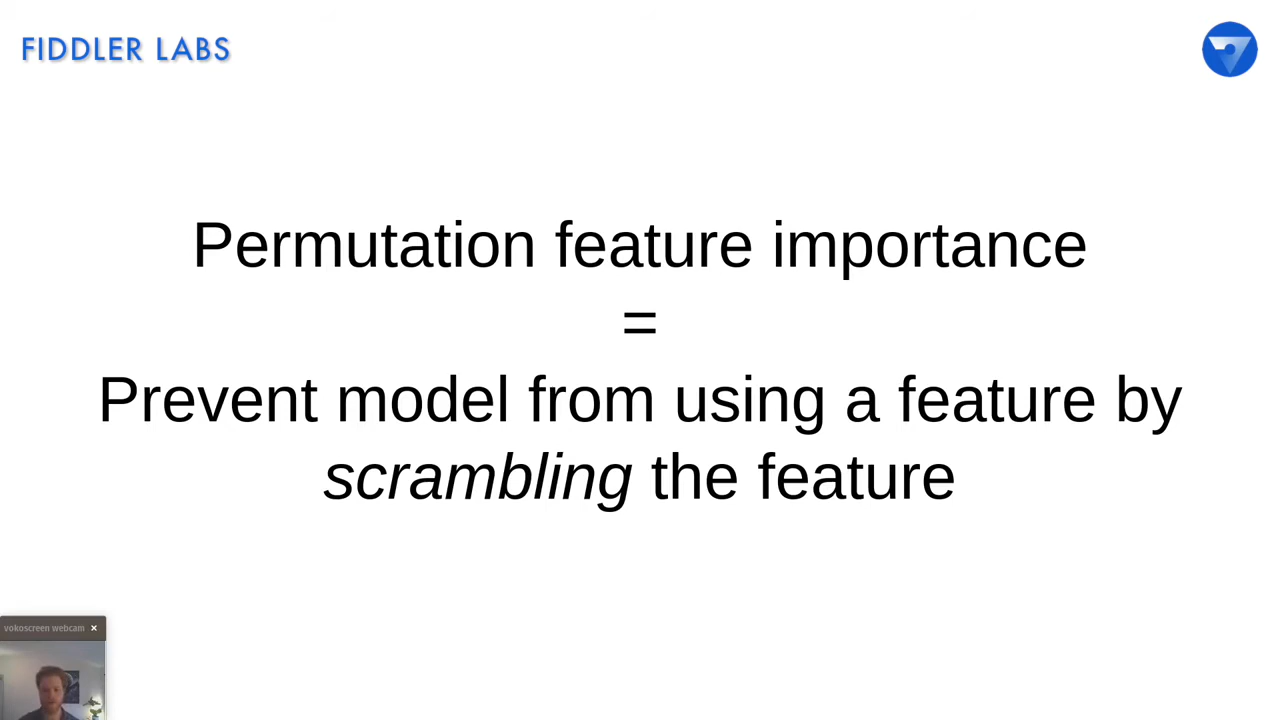 FIDDLER LABS
Permutation feature importance
=
Prevent model from using a feature by
scrambling the feature
vokoscreen webcam ×